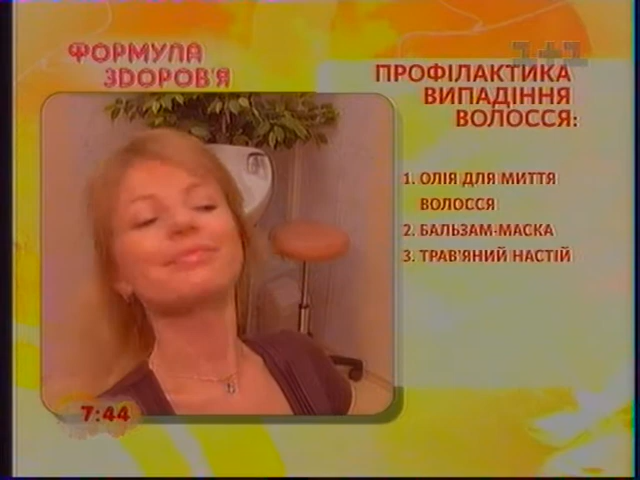 ФОРМУЛА
ЗДОРОВ'Я
1+1
ПРОФІЛАКТИКА
ВИПАДІННЯ
ВОЛОССЯ:
1. ОЛІЯ ДЛЯ МИТТЯ
ВОЛОССЯ
2. БАЛЬЗАМ-МАСКА
3. ТРАВ'ЯНИЙ НАСТІЙ
7:44